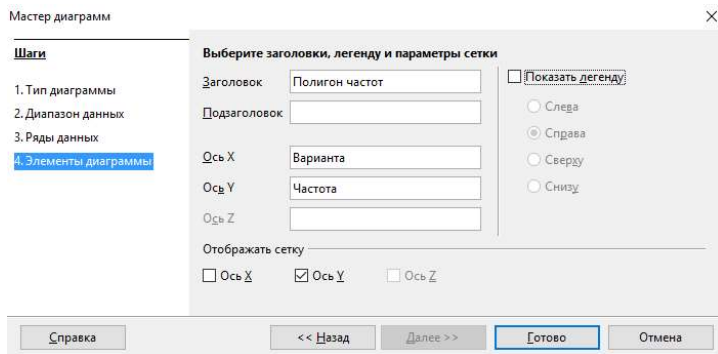 Мастер диаграмм
Шаги
1. Тип диаграммы
2. Диапазон данных
3. Ряды данных
4. Элементы диаграммы
Выберите заголовки, легенду и параметры сетки
Заголовок Полигон частот
Подзаголовок
Ось X Варианта
Ось Y Частота
Ось Z
Показать легенду
Слева
Справа
Сверху
Снизу
Отображать сетку
Ось X Ось Y Ось Z
Справка << Назад Далее >> Готово Отмена